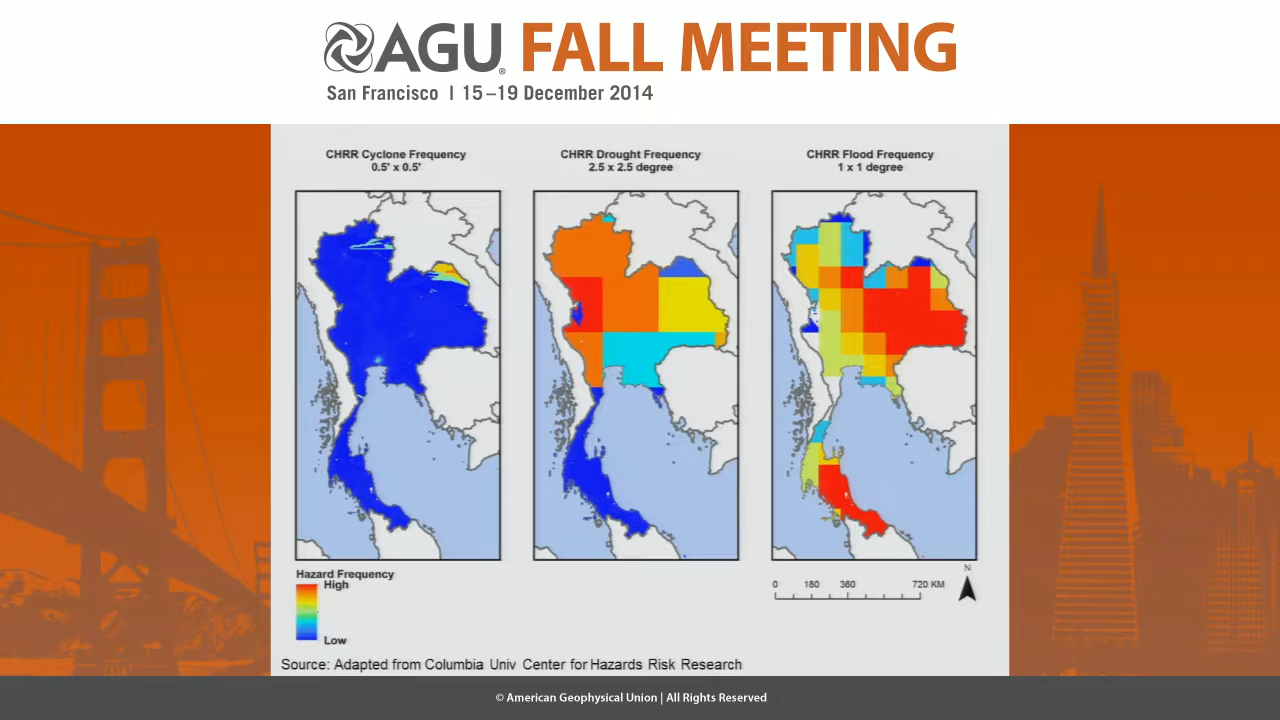 AGU® FALL MEETING
San Francisco | 15–19 December 2014
CHRR Cyclone Frequency
0.5' x 0.5'
CHRR Drought Frequency
2.5 x 2.5 degree
CHRR Flood Frequency
1 x 1 degree
Hazard Frequency
High
Low
0 180 360 720 KM
N
Source: Adapted from Columbia Univ Center for Hazards Risk Research
© American Geophysical Union | All Rights Reserved